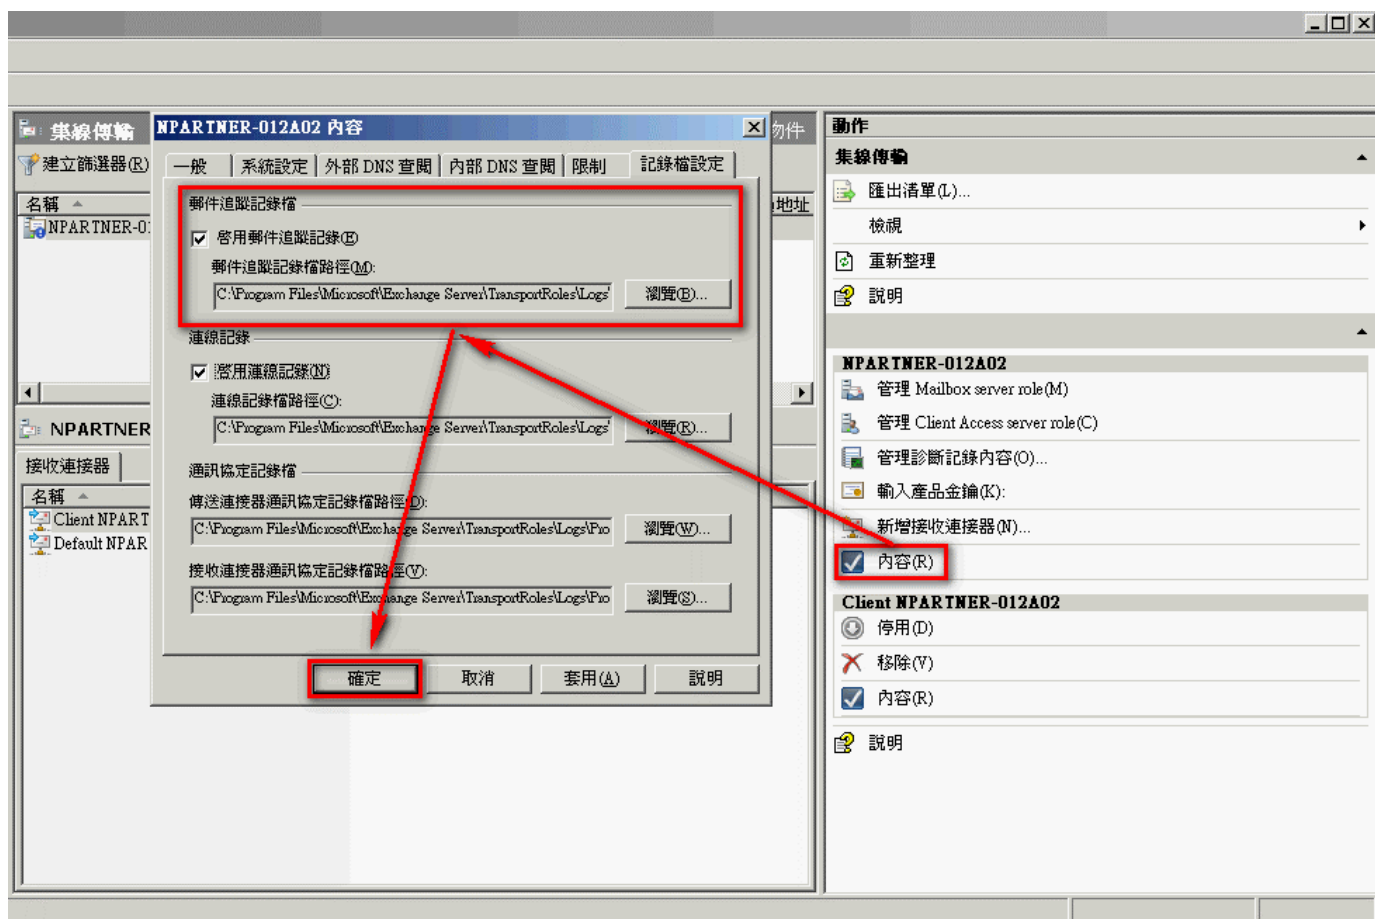 集線傳輸
物件
建立篩選器(R)
名稱
地址
NPARTNER-01
NPARTNER
接收連接器
名稱
Client NPART
Default NPAR
NPARTNER-012A02 內容
一般
系統設定
外部 DNS 查閱
內部 DNS 查閱
限制
記錄檔設定
郵件追蹤記錄檔
啓用郵件追蹤記錄(E)
郵件追蹤記錄檔路徑(M):
C:\Program Files\Microsoft\Exchange Server\TransportRoles\Logs\
瀏覽(B)...
連線記錄
啓用連線記錄(N)
連線記錄檔路徑(C):
C:\Program Files\Microsoft\Exchange Server\TransportRoles\Logs\
瀏覽(R)...
通訊協定記錄檔
傳送連接器通訊協定記錄檔路徑(D):
C:\Program Files\Microsoft\Exchange Server\TransportRoles\Logs\Pro
瀏覽(W)...
接收連接器通訊協定記錄檔路徑(V):
C:\Program Files\Microsoft\Exchange Server\TransportRoles\Logs\Pro
瀏覽(S)...
確定
取消
套用(A)
說明
動作
集線傳輸
匯出清單(L)...
檢視
重新整理
說明
NPARTNER-012A02
管理 Mailbox server role(M)
管理 Client Access server role(C)
管理診斷記錄內容(O)...
輸入產品金鑰(K):
新增接收連接器(N)...
內容(R)
Client NPARTNER-012A02
停用(D)
移除(V)
內容(R)
說明